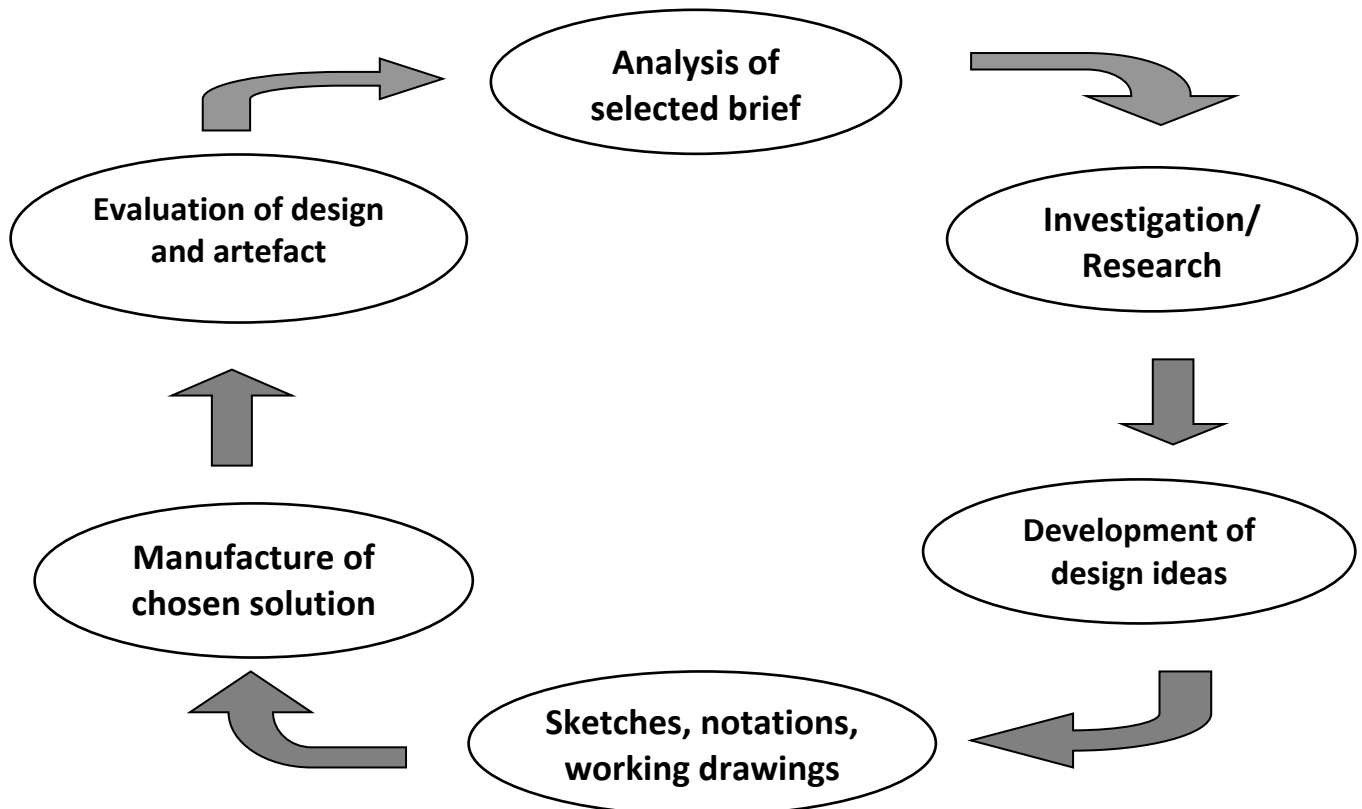 Analysis of
selected brief
Investigation/
Research
Development of
design ideas
Sketches, notations,
working drawings
Manufacture of
chosen solution
Evaluation of design
and artefact